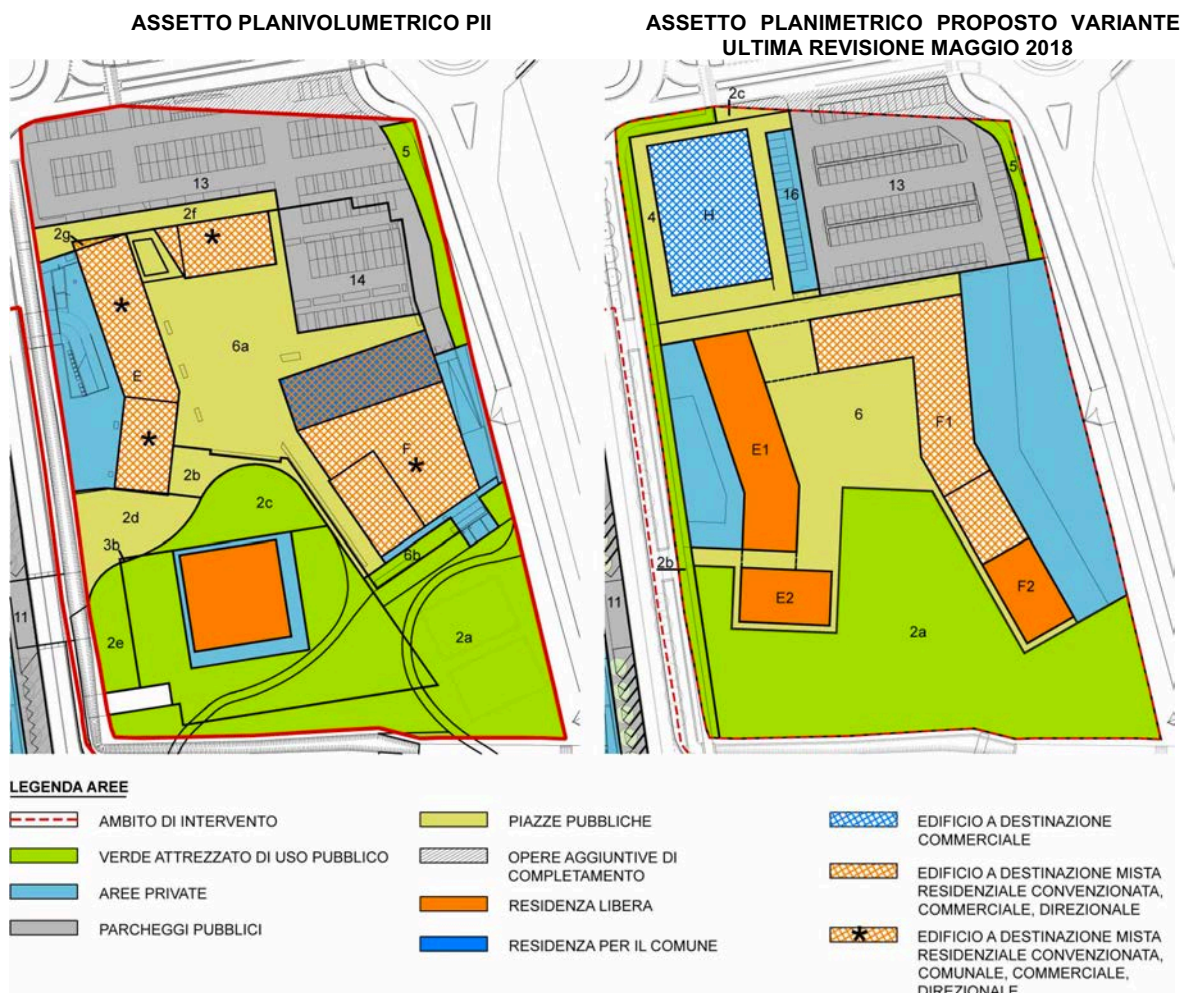 ASSETTO PLANIVOLUMETRICO PII
ASSETTO PLANIMETRICO PROPOSTO VARIANTE
ULTIMA REVISIONE MAGGIO 2018
5
13
2f
2g
*
14
*
6a
E
*
F
*
2b
2c
2d
3b
6b
11
2e
2a
2c
5
13
16
4
H
6
F1
E1
2b
F2
E2
11
2a
LEGENDA AREE
AMBITO DI INTERVENTO
VERDE ATTREZZATO DI USO PUBBLICO
AREE PRIVATE
PARCHEGGI PUBBLICI
PIAZZE PUBBLICHE
OPERE AGGIUNTIVE DI
COMPLETAMENTO
RESIDENZA LIBERA
RESIDENZA PER IL COMUNE
EDIFICIO A DESTINAZIONE
COMMERCIALE
EDIFICIO A DESTINAZIONE MISTA
RESIDENZIALE CONVENZIONATA,
COMMERCIALE, DIREZIONALE
*
EDIFICIO A DESTINAZIONE MISTA
RESIDENZIALE CONVENZIONATA,
COMUNALE, COMMERCIALE,
DIREZIONALE